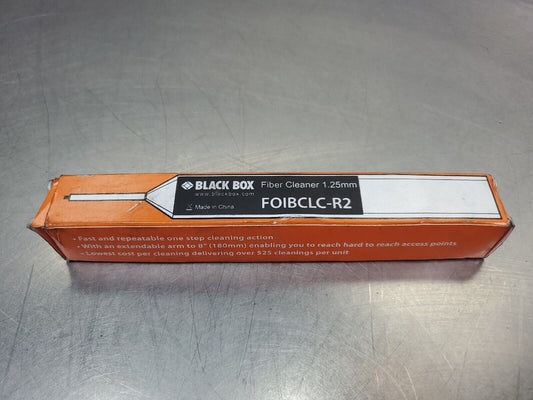 BLACK BOX Fiber Cleaner 1.25mm
www.blackbox.com
Made in China FOIBCLC-R2
• Fast and repeatable one step cleaning action
• With an extendable arm to 8" (180mm) enabling you to reach hard to reach access points
• Lowest cost per cleaning delivering over 525 cleanings per unit